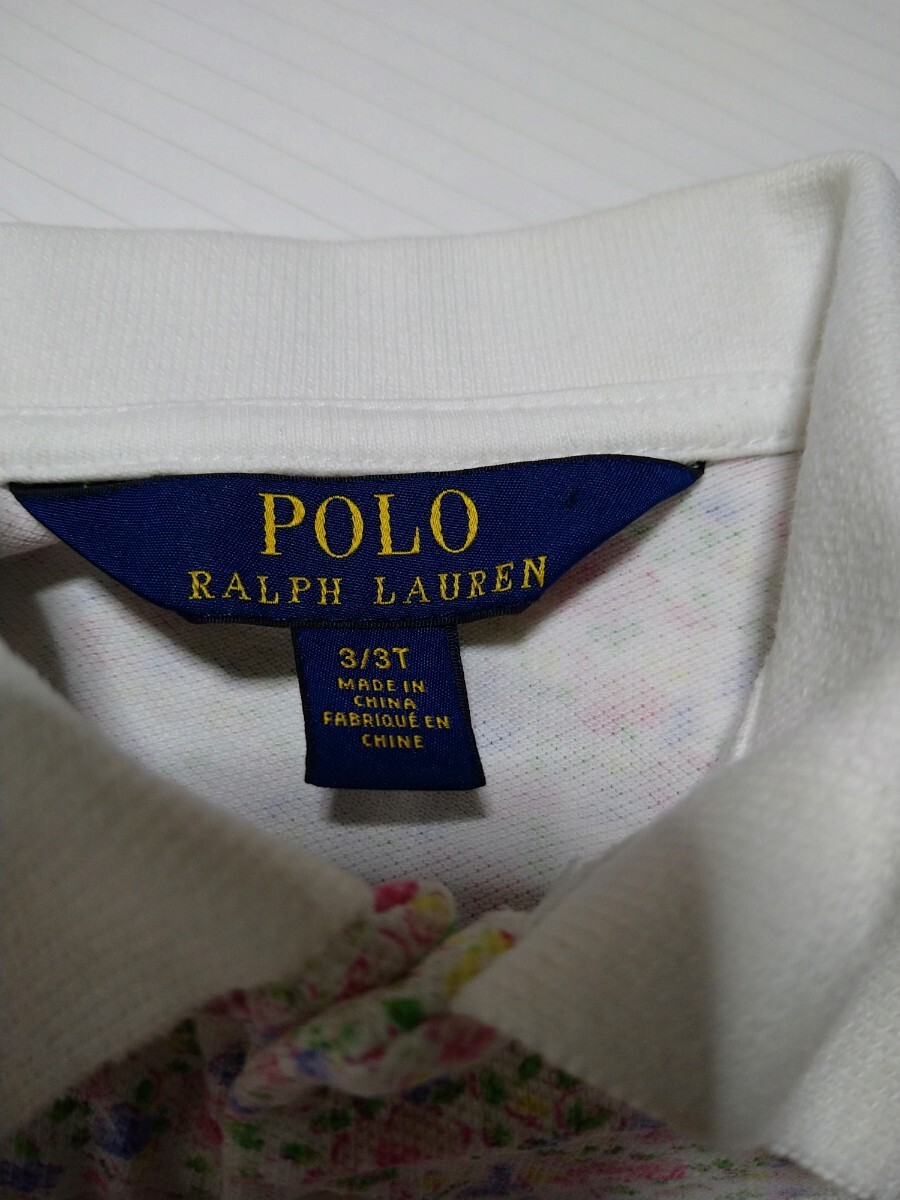 POLO
RALPH LAUREN
3/3T
MADE IN
CHINA
FABRIQUÉ EN
CHINE